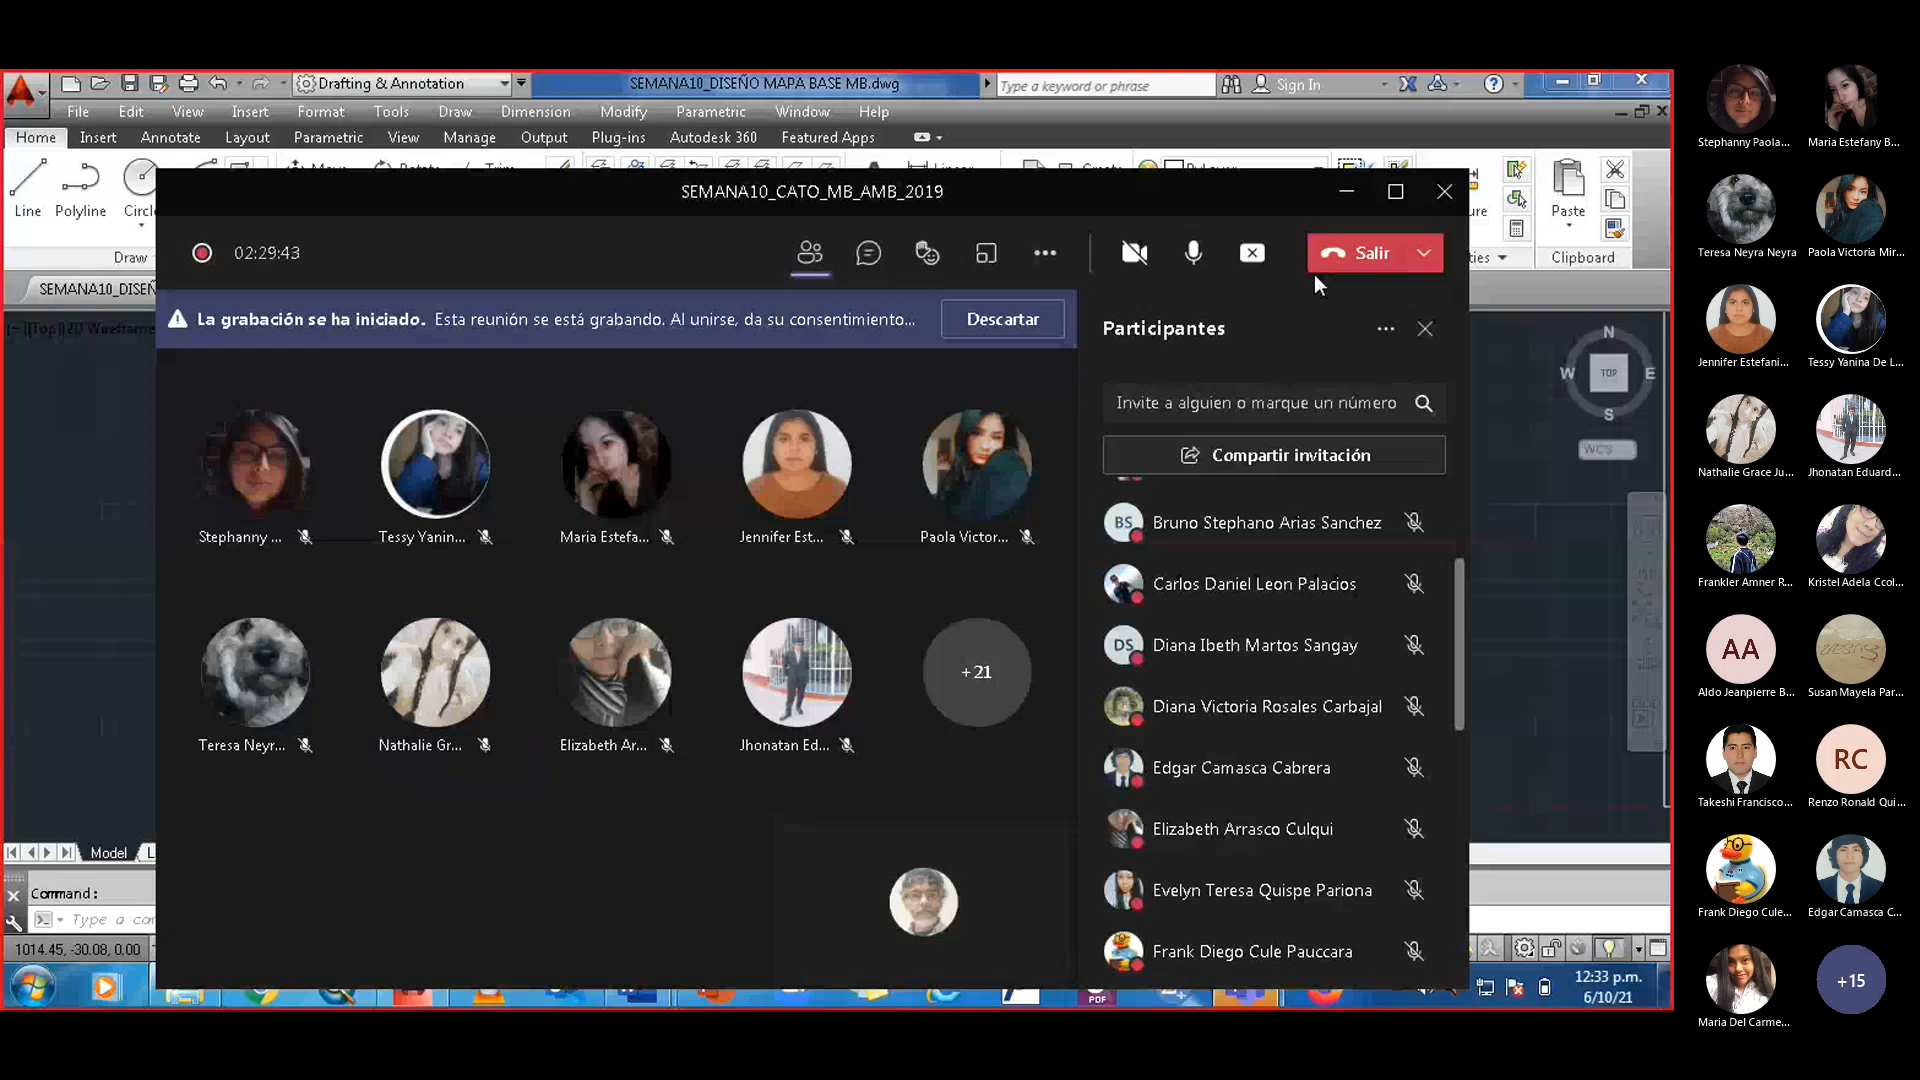 Drafting & Annotation
SEMANA10_DISEÑO MAPA BASE MB.dwg
Type a keyword or phrase
Sign In
File Edit View Insert Format Tools Draw Dimension Modify Parametric Window Help
Home Insert Annotate Layout Parametric View Manage Output Plug-ins Autodesk 360 Featured Apps
Line
Polyline
Circl
Draw
Paste
Clipboard
SEMANA10_DISEÑ
SEMANA10_CATO_MB_AMB_2019
02:29:43
Salir
La grabación se ha iniciado. Esta reunión se está grabando. Al unirse, da su consentimiento...
Descartar
Stephanny ...
Tessy Yanin...
Maria Estefa...
Jennifer Est...
Paola Victor...
Teresa Neyr...
Nathalie Gr...
Elizabeth Ar...
Jhonatan Ed...
+21
Participantes
Invite a alguien o marque un número
Compartir invitación
BS Bruno Stephano Arias Sanchez
Carlos Daniel Leon Palacios
DS Diana Ibeth Martos Sangay
Diana Victoria Rosales Carbajal
Edgar Camasca Cabrera
Elizabeth Arrasco Culqui
Evelyn Teresa Quispe Pariona
Frank Diego Cule Pauccara
N
W TOP E
S
WCS
Model
Command:
Type a co
1014.45, -30.08, 0.00
PDF
12:33 p.m.
6/10/21
Stephanny Paola...
Maria Estefany B...
Teresa Neyra Neyra
Paola Victoria Mir...
Jennifer Estefani...
Tessy Yanina De L...
Nathalie Grace Ju...
Jhonatan Eduard...
Frankler Amner R...
Kristel Adela Ccol...
AA
Aldo Jeanpierre B...
Susan Mayela Par...
Takeshi Francisco...
RC
Renzo Ronald Qui...
Frank Diego Cule...
Edgar Camasca C...
Maria Del Carme...
+15